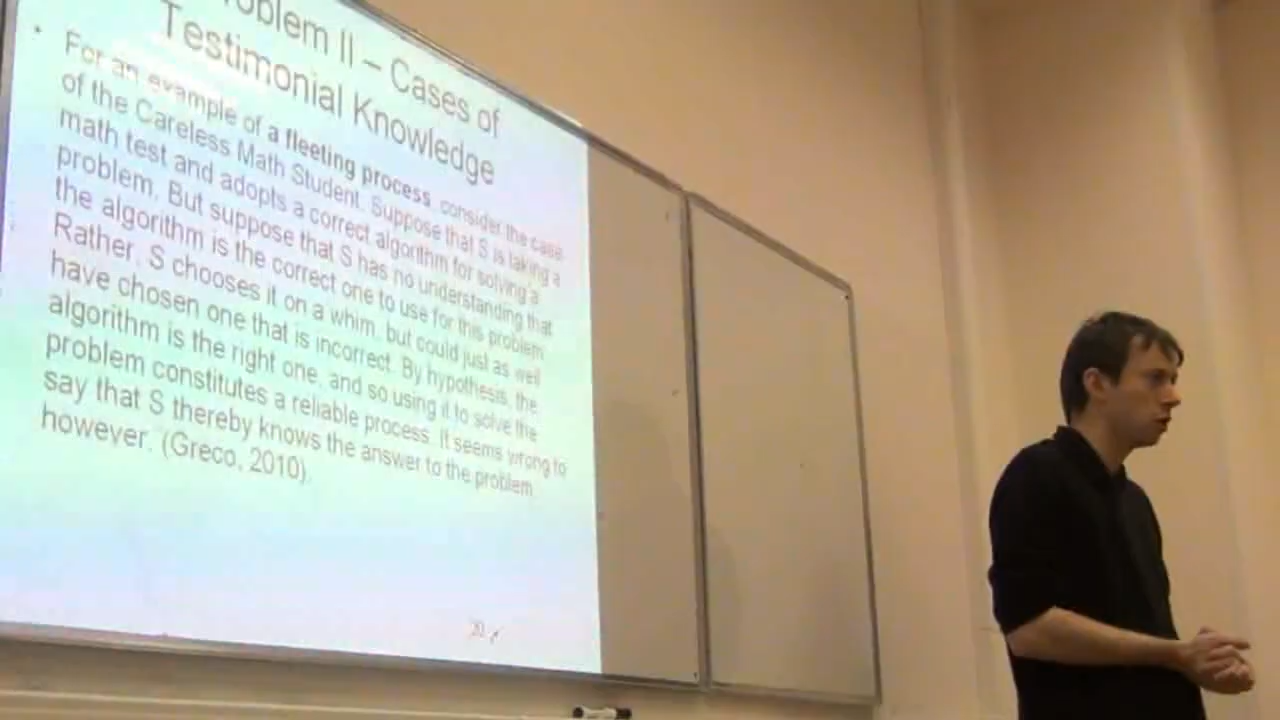 oblem II – Cases of
Testimonial Knowledge
• For an example of a fleeting process, consider the case
of the Careless Math Student. Suppose that S is taking a
math test and adopts a correct algorithm for solving a
problem. But suppose that S has no understanding that
the algorithm is the correct one to use for this problem.
Rather, S chooses it on a whim, but could just as well
have chosen one that is incorrect. By hypothesis, the
algorithm is the right one, and so using it to solve the
problem constitutes a reliable process. It seems wrong to
say that S thereby knows the answer to the problem,
however. (Greco, 2010).